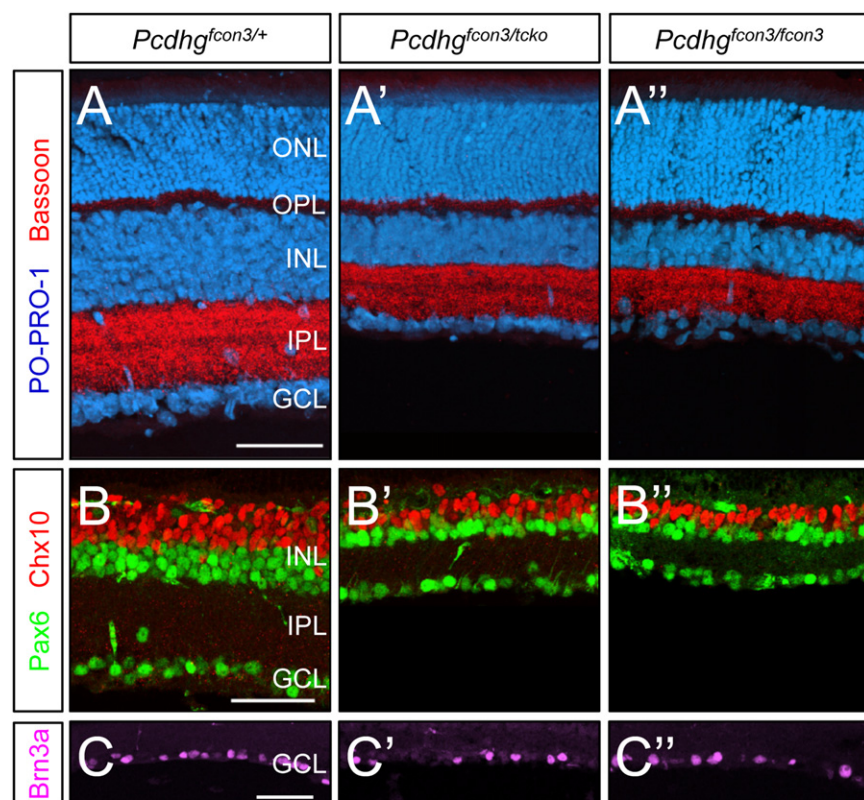 Pcdhgfcon3/+ Pcdhgfcon3/tcko Pcdhgfcon3/fcon3
PO-PRO-1 Bassoon
A A’ A’’
ONL
OPL
INL
IPL
GCL
Pax6 Chx10
B B’ B’’
INL
IPL
GCL
Brn3a
C C’ C’’
GCL